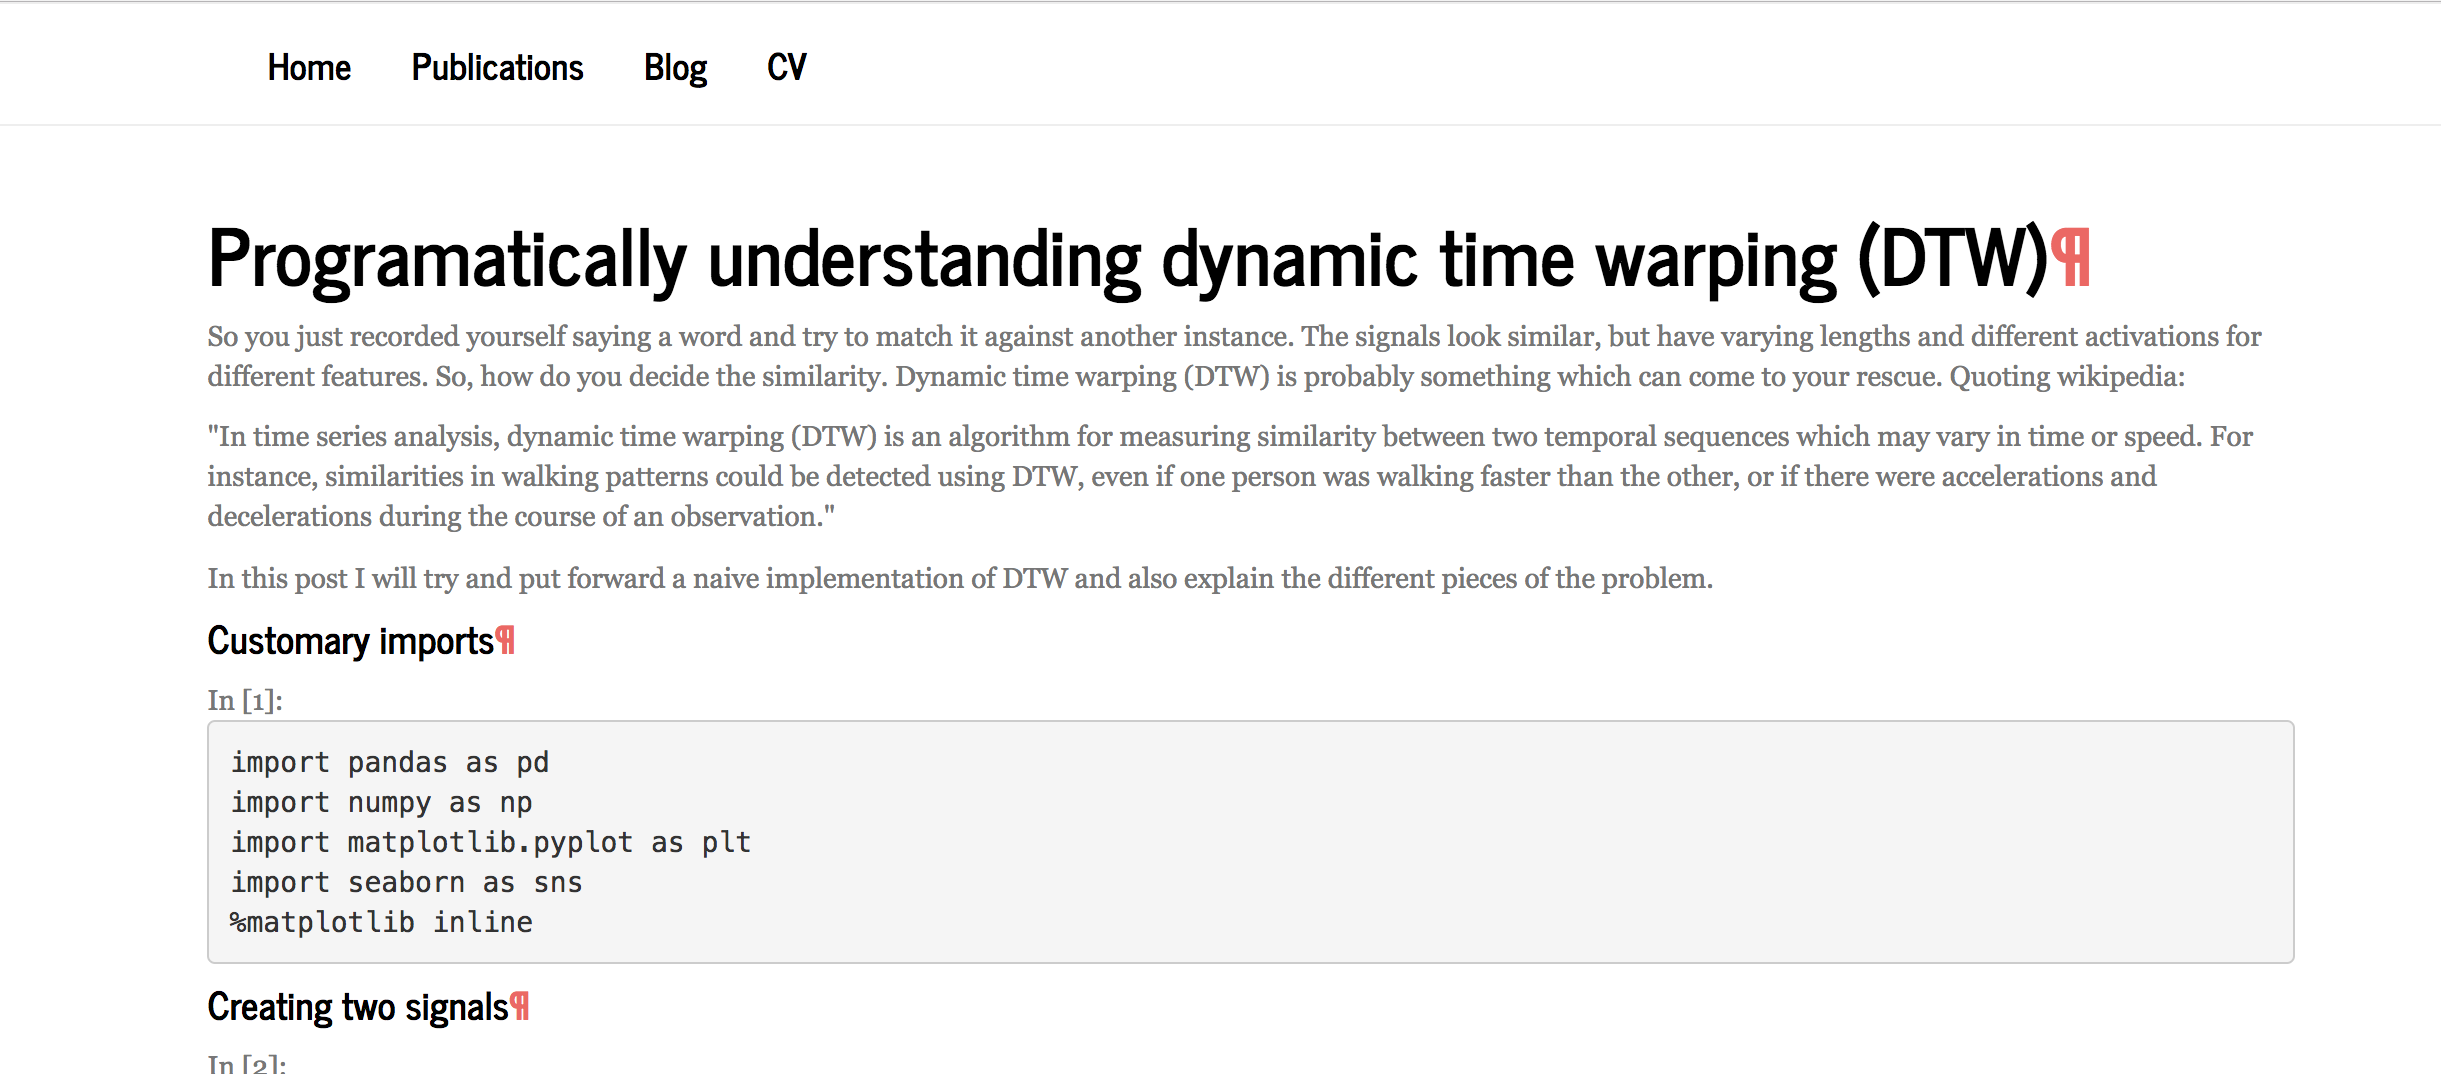 Home Publications Blog CV
Programatically understanding dynamic time warping (DTW)¶
So you just recorded yourself saying a word and try to match it against another instance. The signals look similar, but have varying lengths and different activations for
different features. So, how do you decide the similarity. Dynamic time warping (DTW) is probably something which can come to your rescue. Quoting wikipedia:
"In time series analysis, dynamic time warping (DTW) is an algorithm for measuring similarity between two temporal sequences which may vary in time or speed. For
instance, similarities in walking patterns could be detected using DTW, even if one person was walking faster than the other, or if there were accelerations and
decelerations during the course of an observation."
In this post I will try and put forward a naive implementation of DTW and also explain the different pieces of the problem.
Customary imports¶
In [1]:
import pandas as pd
import numpy as np
import matplotlib.pyplot as plt
import seaborn as sns
%matplotlib inline
Creating two signals¶
In [2]: